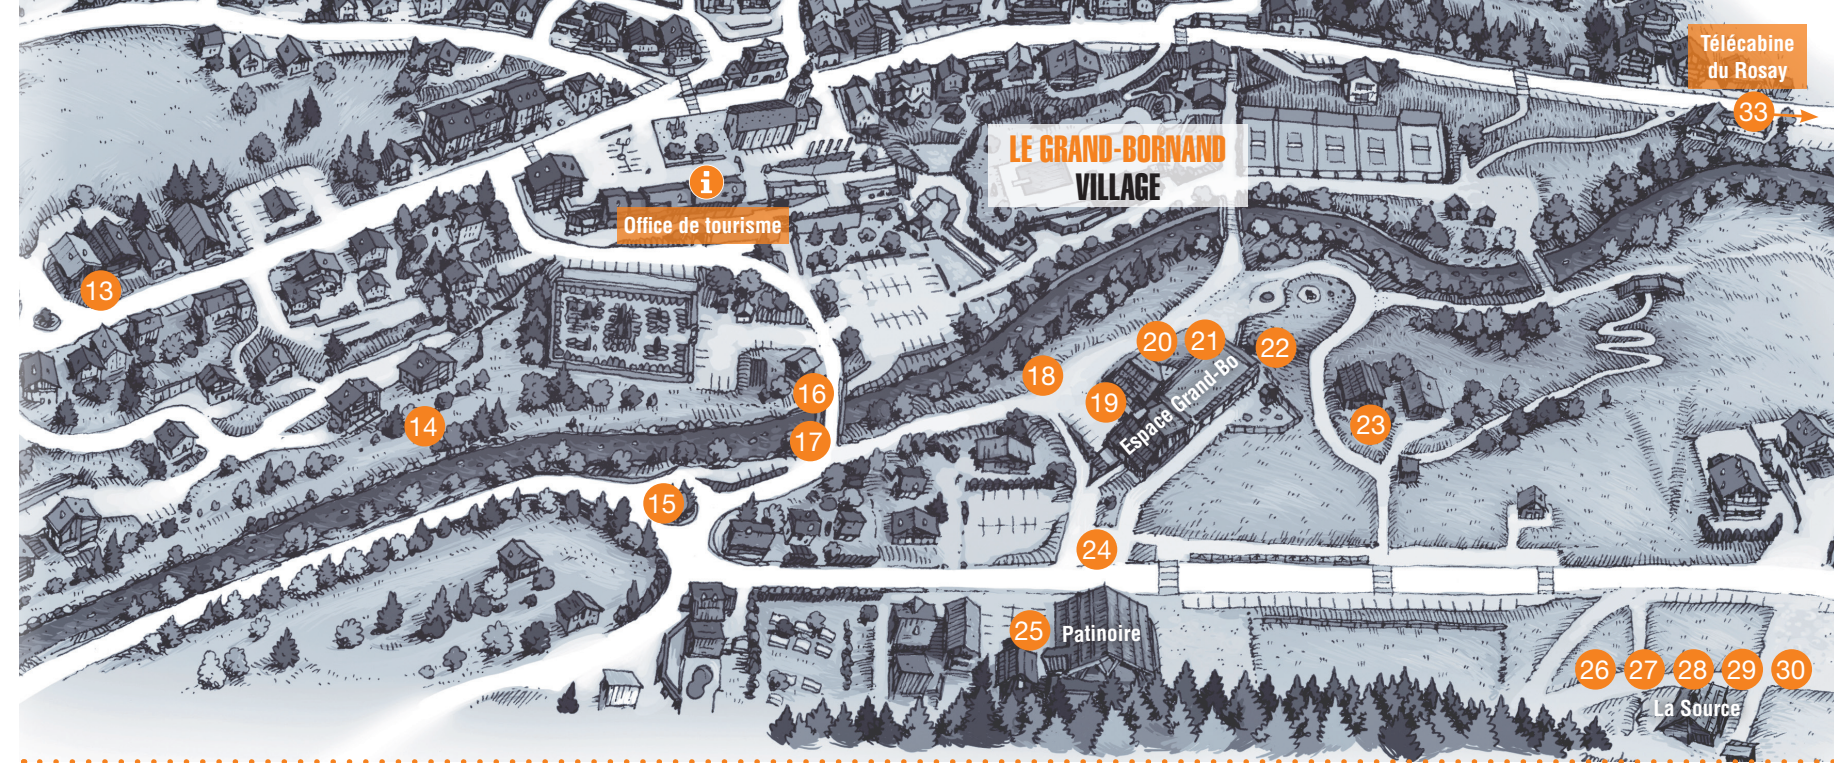 Télécabine
du Rosay
33
LE GRAND-BORNAND
VILLAGE
i
Office de tourisme
13
20
21
22
18
16
19
Espace Grand-Bo
14
23
17
15
24
25
Patinoire
26
27
28
29
30
La Source